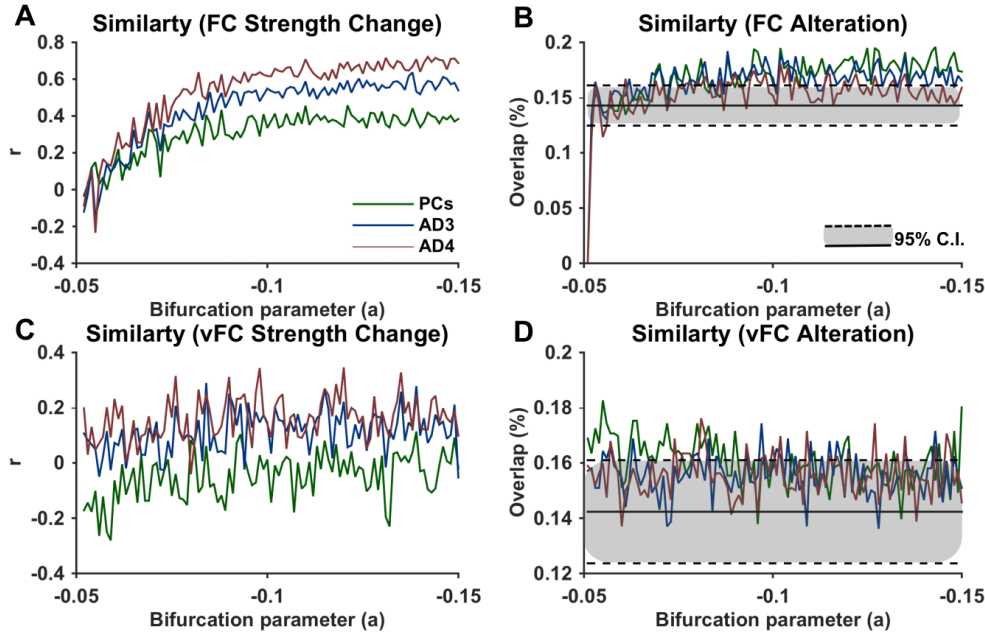 A
Similarty (FC Strength Change)
0.8
0.6
0.4
0.2
0
-0.2
-0.4
r
PCs
AD3
AD4
-0.05
-0.1
-0.15
Bifurcation parameter (a)
B
Similarty (FC Alteration)
0.2
0.15
0.1
0.05
0
Overlap (%)
95% C.I.
-0.05
-0.1
-0.15
Bifurcation parameter (a)
C
Similarty (vFC Strength Change)
0.4
0.2
0
-0.2
-0.4
r
-0.05
-0.1
-0.15
Bifurcation parameter (a)
D
Similarty (vFC Alteration)
0.2
0.18
0.16
0.14
0.12
Overlap (%)
-0.05
-0.1
-0.15
Bifurcation parameter (a)